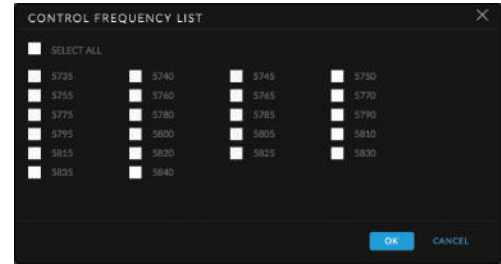 CONTROL FREQUENCY LIST
SELECT ALL
5735 5740 5745 5750
5755 5760 5765 5770
5775 5780 5785 5790
5795 5800 5805 5810
5815 5820 5825 5830
5835 5840
OK CANCEL